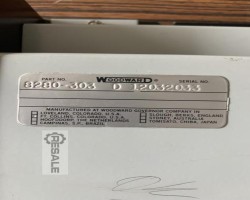 PART NO. WOODWARD SERIAL NO.
8280-303 D 12032033
MANUFACTURED AT WOODWARD GOVERNOR COMPANY IN
LOVELAND, COLORADO, U.S.A. SLOUGH, BERKS, ENGLAND
FT. COLLINS, COLORADO, U.S.A. SYDNEY, AUSTRALIA
HOOFDDORP, THE NETHERLANDS TOMISATO, CHIBA, JAPAN
CAMPINAS, S.P., BRAZIL
RESALE